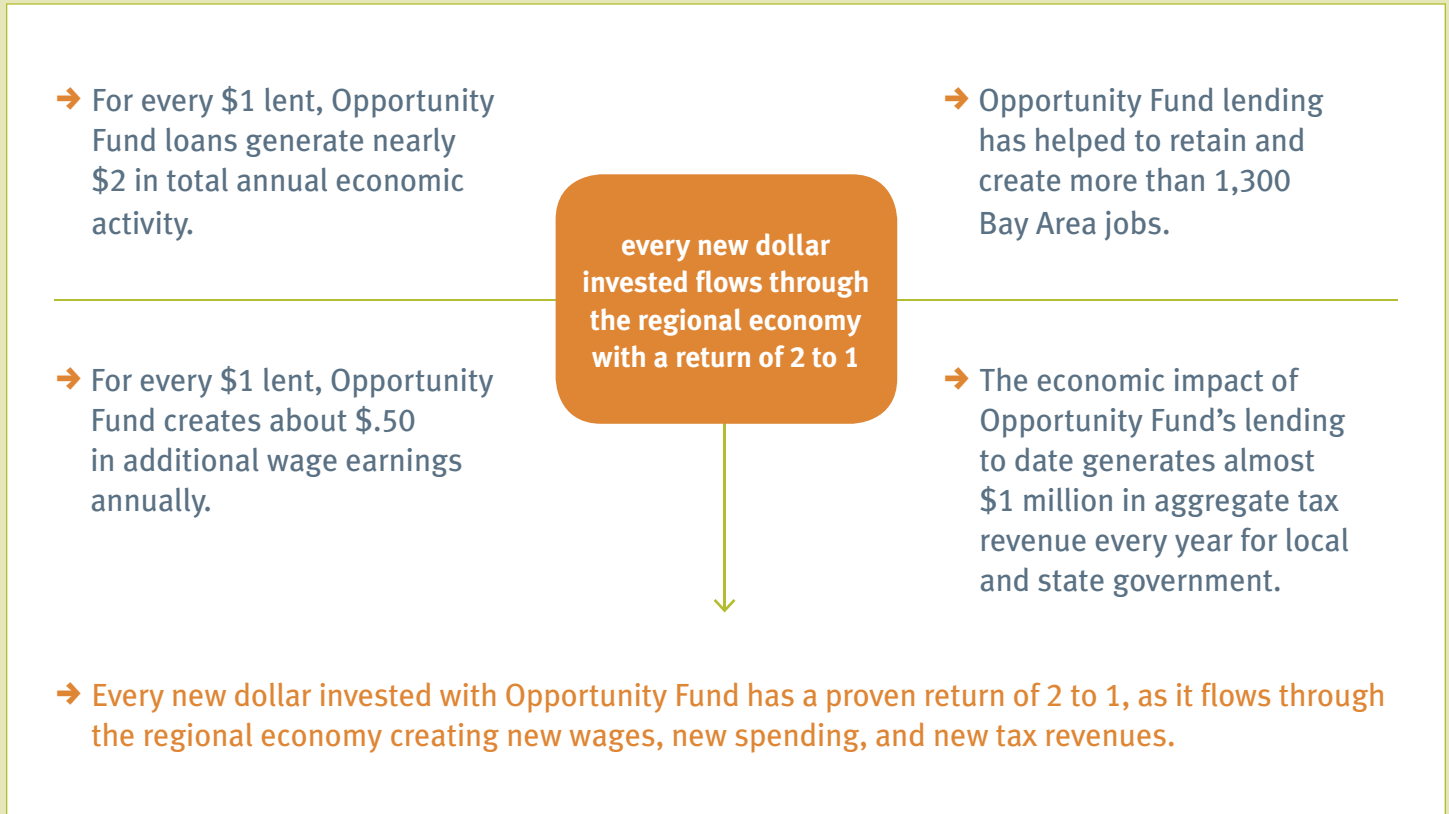 → For every $1 lent, Opportunity
Fund loans generate nearly
$2 in total annual economic
activity.
→ Opportunity Fund lending
has helped to retain and
create more than 1,300
Bay Area jobs.
every new dollar
invested flows through
the regional economy
with a return of 2 to 1
→ For every $1 lent, Opportunity
Fund creates about $.50
in additional wage earnings
annually.
→ The economic impact of
Opportunity Fund’s lending
to date generates almost
$1 million in aggregate tax
revenue every year for local
and state government.
→ Every new dollar invested with Opportunity Fund has a proven return of 2 to 1, as it flows through
the regional economy creating new wages, new spending, and new tax revenues.